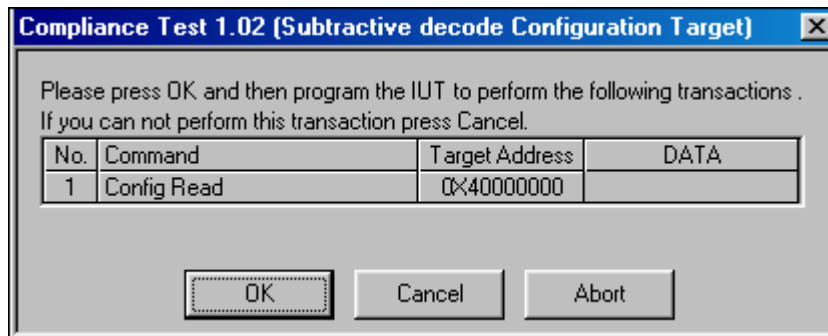 Compliance Test 1.02 (Subtractive decode Configuration Target)
Please press OK and then program the IUT to perform the following transactions .
If you can not perform this transaction press Cancel.
No. Command Target Address DATA
1 Config Read 0X40000000
OK Cancel Abort